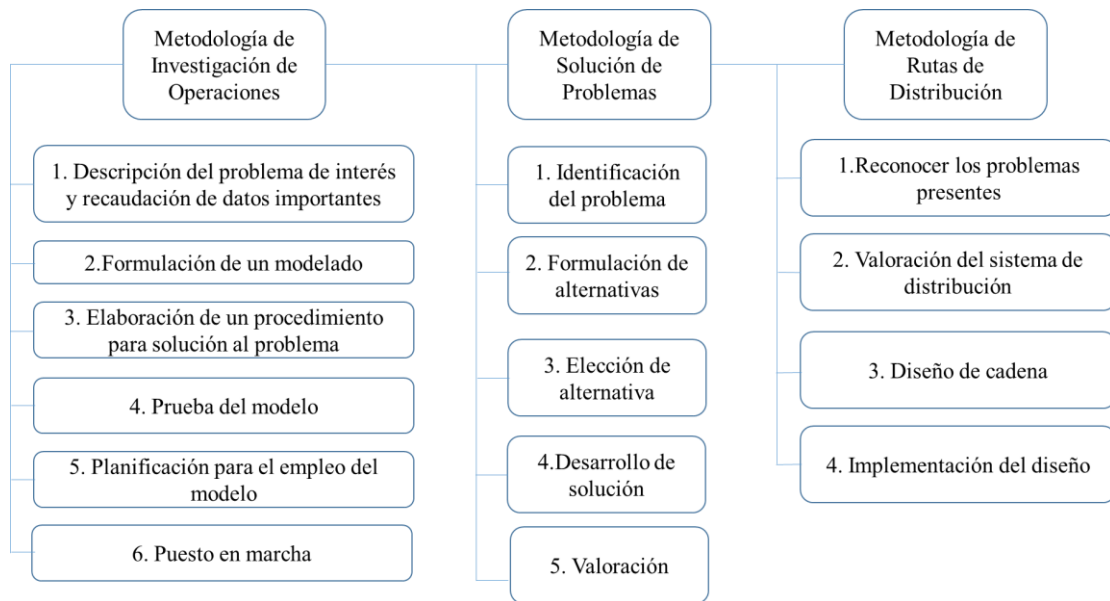 Metodología de
Investigación de
Operaciones
1. Descripción del problema de interés
y recaudación de datos importantes
2.Formulación de un modelado
3. Elaboración de un procedimiento
para solución al problema
4. Prueba del modelo
5. Planificación para el empleo del
modelo
6. Puesto en marcha
Metodología de
Solución de
Problemas
1. Identificación
del problema
2. Formulación de
alternativas
3. Elección de
alternativa
4.Desarrollo de
solución
5. Valoración
Metodología de
Rutas de
Distribución
1.Reconocer los problemas
presentes
2. Valoración del sistema de
distribución
3. Diseño de cadena
4. Implementación del diseño